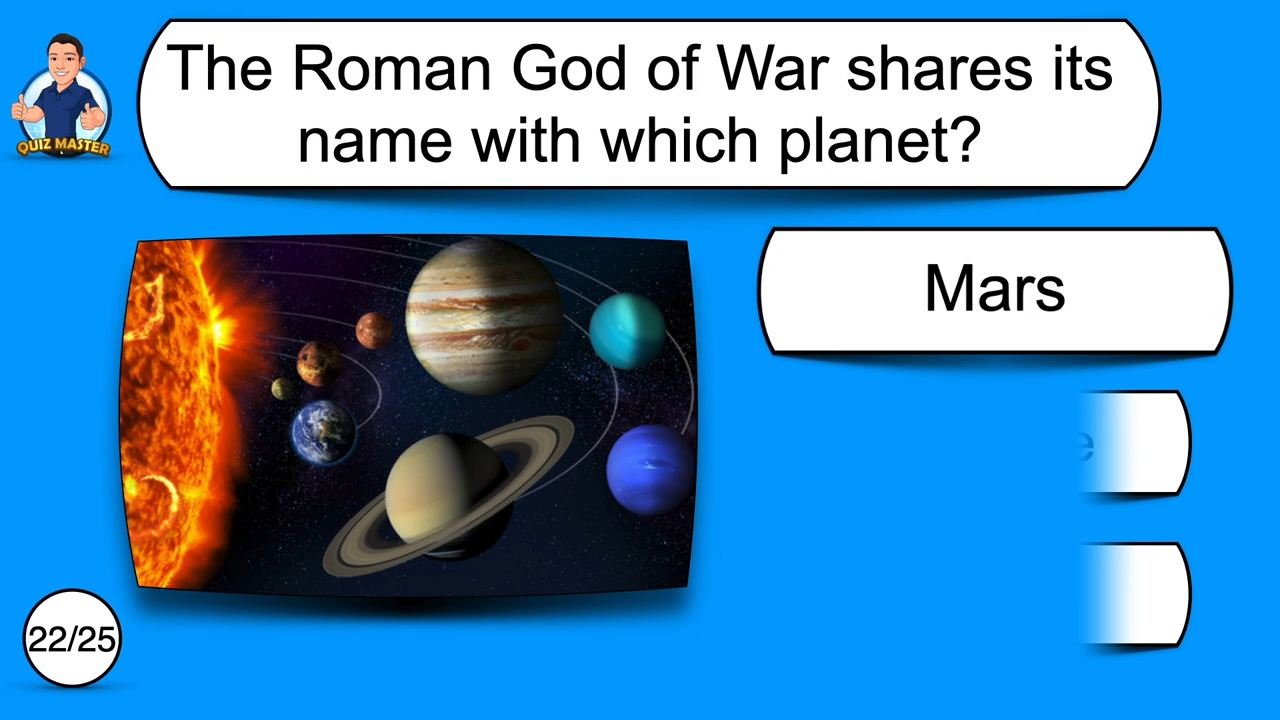 The Roman God of War shares its
name with which planet?
QUIZ MASTER
Mars
22/25